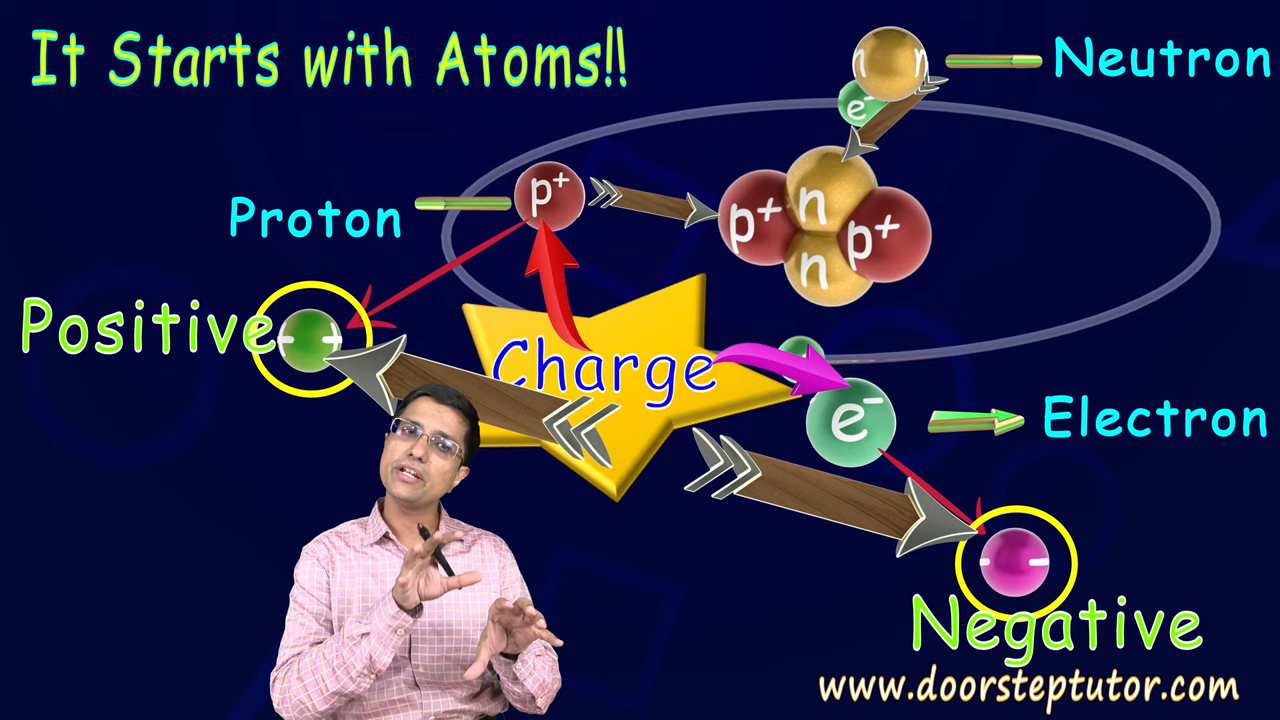 It Starts with Atoms!!
n n
Neutron
e-
p+
Proton
n
p+
p+
n
Positive
- +
Charge
e-
Electron
- -
Negative
www.doorsteptutor.com